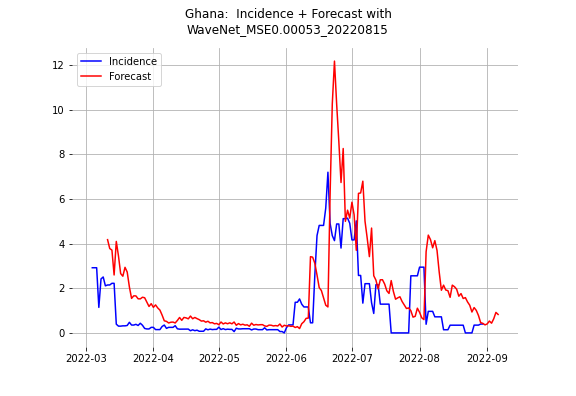 Ghana:  Incidence + Forecast with
WaveNet_MSE0.00053_20220815
Incidence
Forecast
12
10
8
6
4
2
0
2022-03 2022-04 2022-05 2022-06 2022-07 2022-08 2022-09